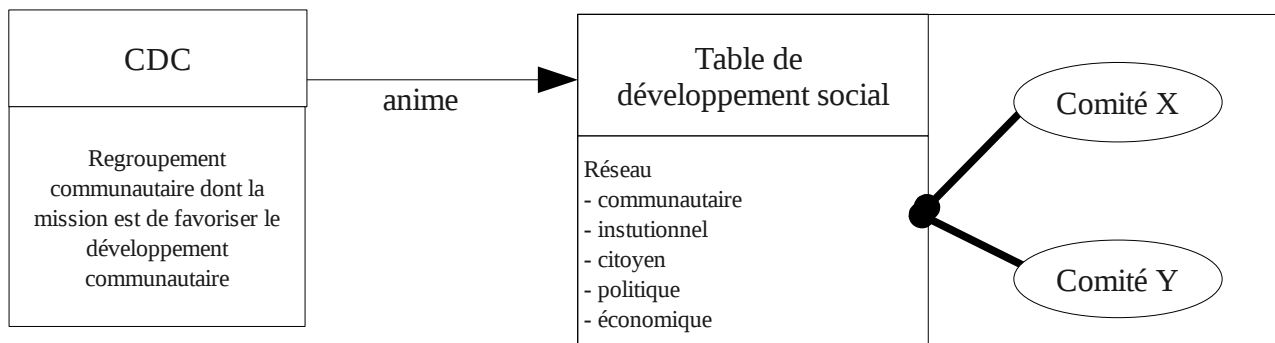 CDC
Regroupement
communautaire dont la
mission est de favoriser le
développement
communautaire
anime
Table de
développement social
Réseau
- communautaire
- instutionnel
- citoyen
- politique
- économique
Comité X
Comité Y